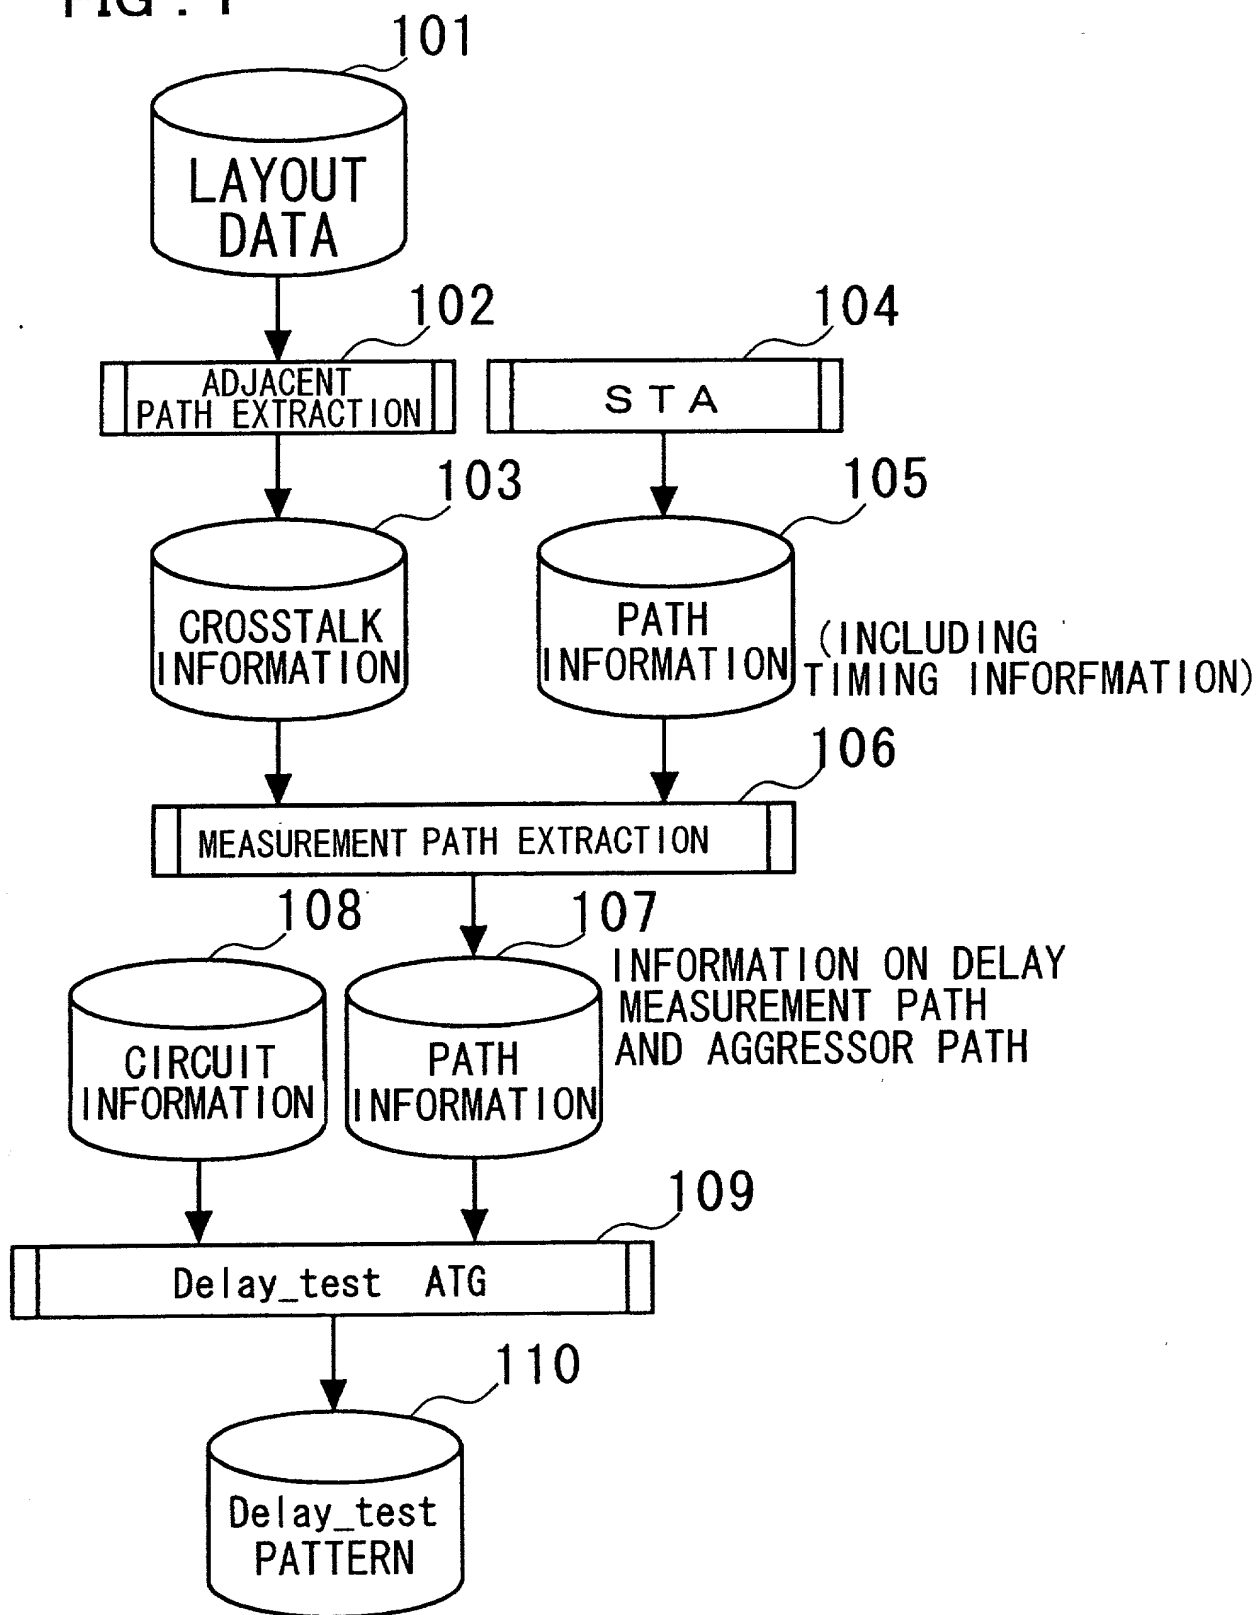 FIG . 1
101
LAYOUT
DATA
102
104
ADJACENT
PATH EXTRACTION
STA
103
105
CROSSTALK
INFORMATION
PATH
INFORMATION
(INCLUDING
TIMING INFORFMATION)
106
MEASUREMENT PATH EXTRACTION
108
107
INFORMATION ON DELAY
MEASUREMENT PATH
AND AGGRESSOR PATH
CIRCUIT
INFORMATION
PATH
INFORMATION
109
Delay_test ATG
110
Delay_test
PATTERN